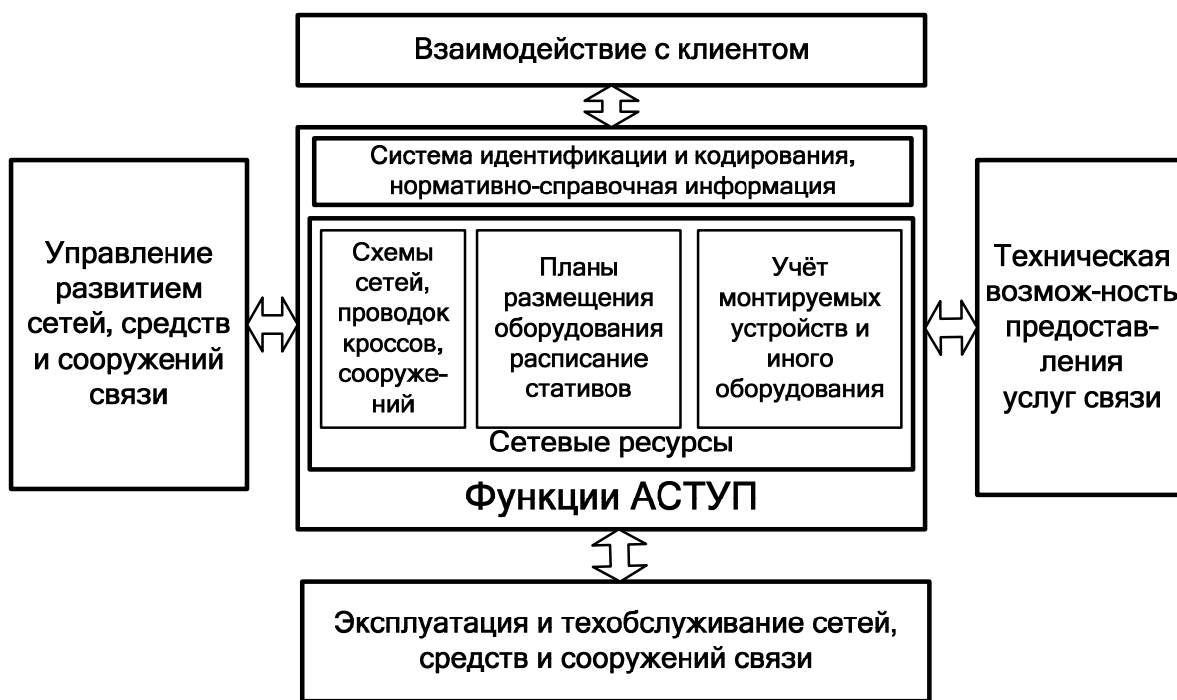 Взаимодействие с клиентом
Система идентификации и кодирования,
нормативно-справочная информация
Управление
развитием
сетей, средств
и сооружений
связи
Схемы
сетей,
проводок
кроссов,
сооруже-
ний
Планы
размещения
оборудования
расписание
стативов
Учёт
монтируемых
устройств и
иного
оборудования
Сетевые ресурсы
Функции АСТУП
Техническая
возмож-ность
предостав-
ления
услуг связи
Эксплуатация и техобслуживание сетей,
средств и сооружений связи